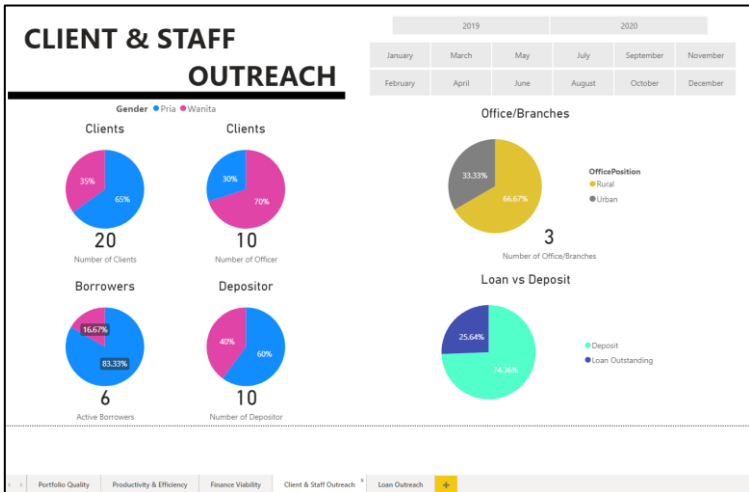 CLIENT & STAFF
OUTREACH
2019 2020
January March May July September November
February April June August October December
Gender Pria Wanita
Clients Clients
35% 65%
30% 70%
20 10
Number of Clients Number of Officer
Office/Branches
33.33% 66.67%
OfficePosition
Rural
Urban
3
Number of Office/Branches
Borrowers Depositor
16.67% 83.33%
40% 60%
6 10
Active Borrowers Number of Depositor
Loan vs Deposit
25.64% 74.36%
Deposit
Loan Outstanding
Portfolio Quality Productivity & Efficiency Finance Viability Client & Staff Outreach x Loan Outreach +